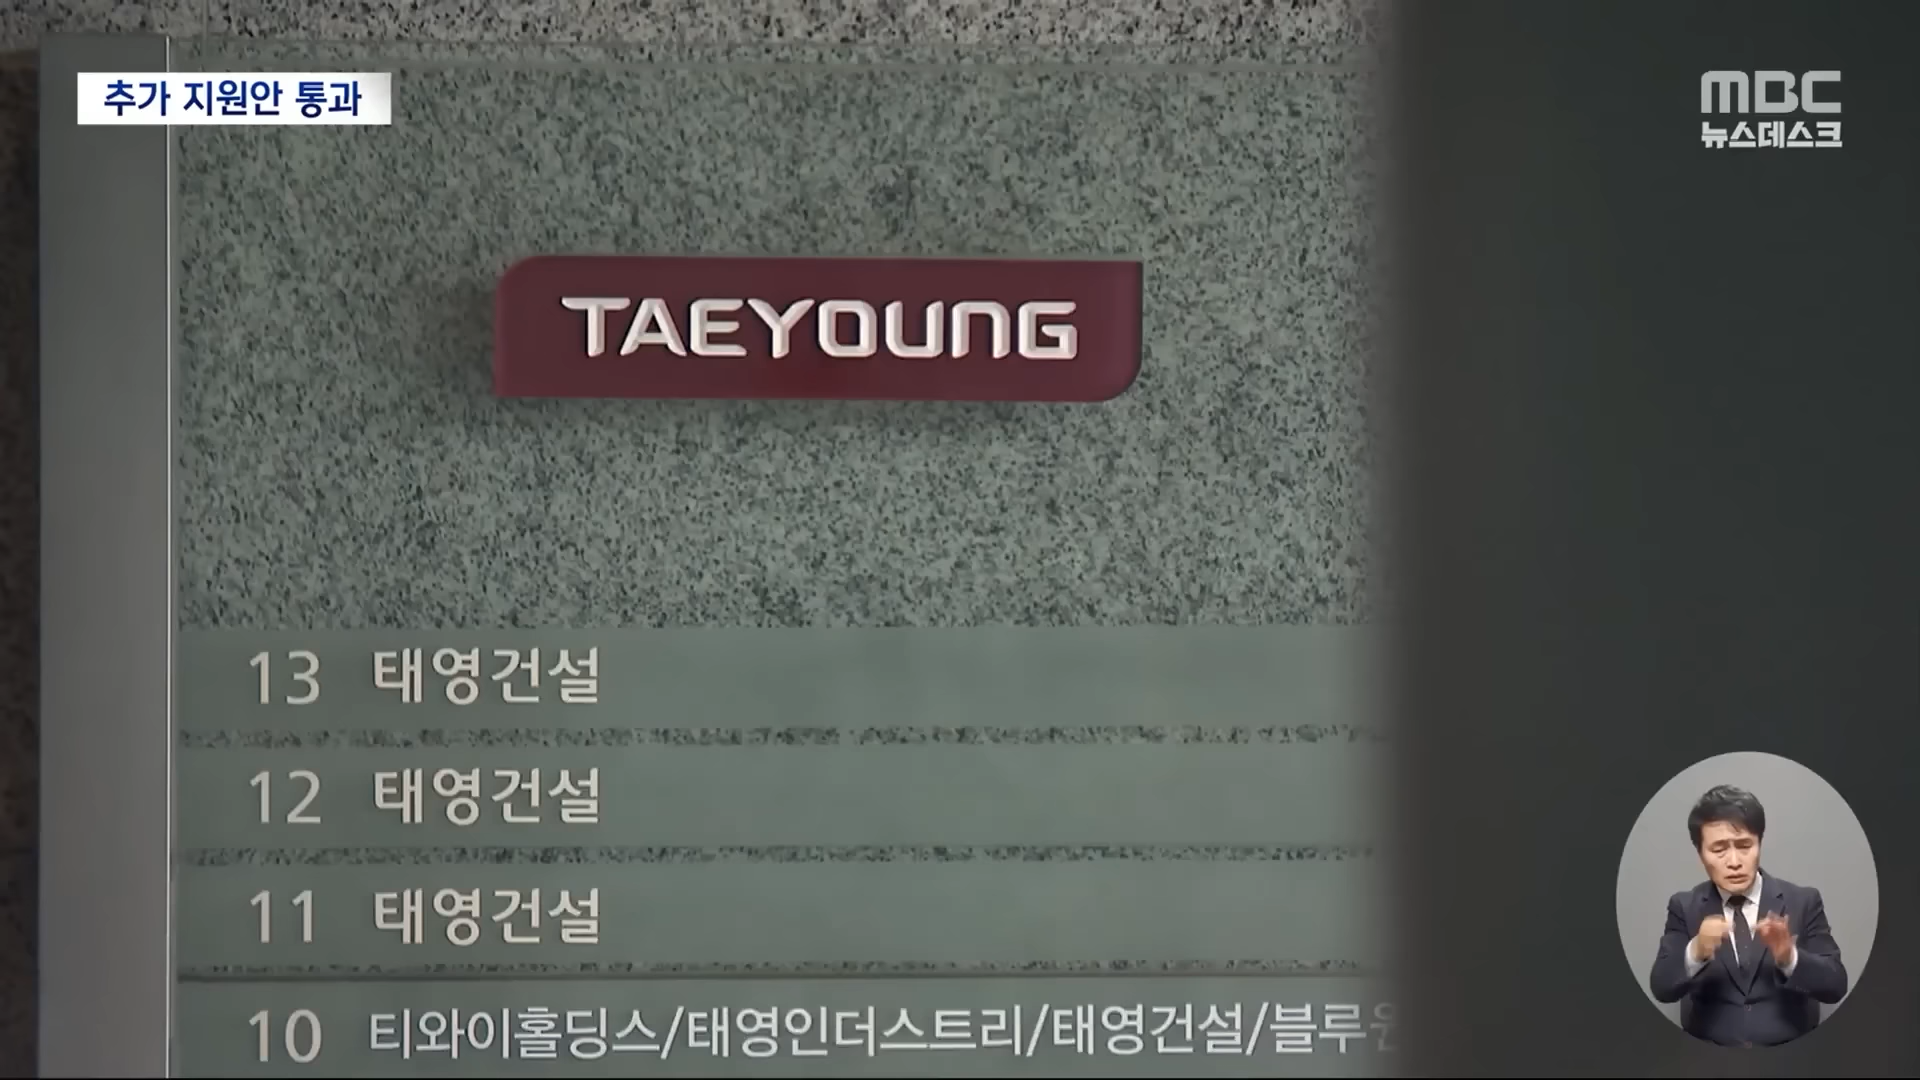 추가 지원안 통과
MBC
뉴스데스크
TAEYOUNG
13 태영건설
12 태영건설
11 태영건설
10 티와이홀딩스/태영인더스트리/태영건설/블루원